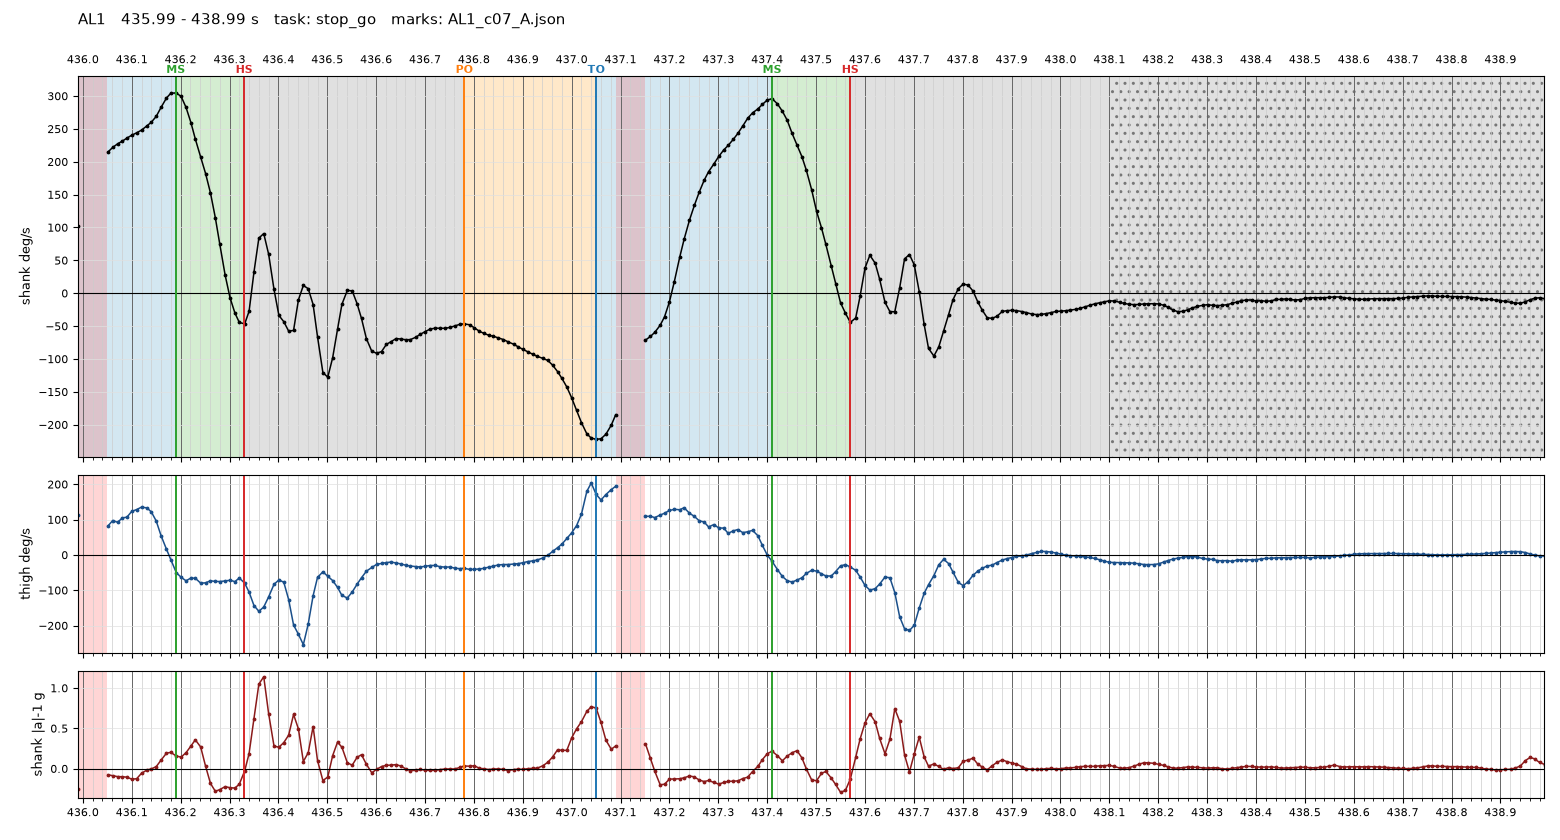 AL1 435.99 - 438.99 s task: stop_go marks: AL1_c07_A.json
436.0 436.1 436.2 436.3 436.4 436.5 436.6 436.7 436.8 436.9 437.0 437.1 437.2 437.3 437.4 437.5 437.6 437.7 437.8 437.9 438.0 438.1 438.2 438.3 438.4 438.5 438.6 438.7 438.8 438.9
MS HS PO TO MS HS
shank deg/s
300
250
200
150
100
50
0
−50
−100
−150
−200
thigh deg/s
200
100
0
−100
−200
shank |a|-1 g
1.0
0.5
0.0
436.0 436.1 436.2 436.3 436.4 436.5 436.6 436.7 436.8 436.9 437.0 437.1 437.2 437.3 437.4 437.5 437.6 437.7 437.8 437.9 438.0 438.1 438.2 438.3 438.4 438.5 438.6 438.7 438.8 438.9